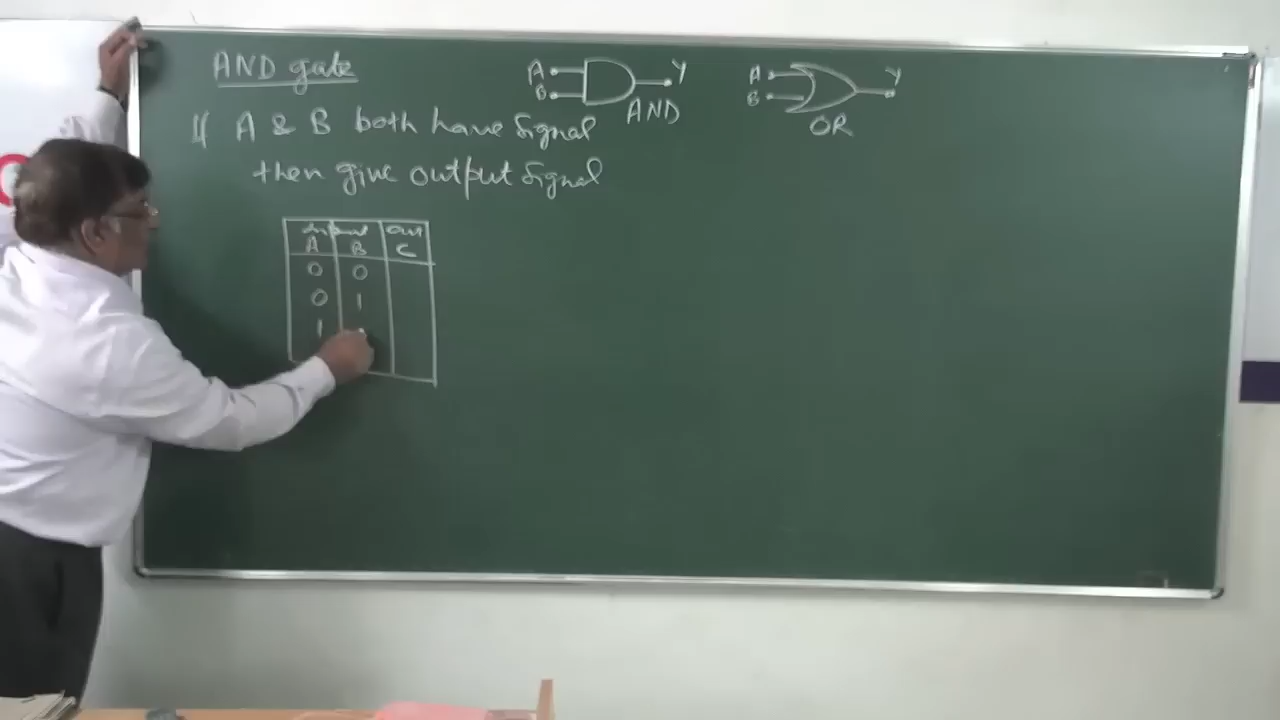 AND gate
If A & B both have Signal
then give output Signal
A
B
Y
AND
A
B
Y
OR
Input Out
A B C
0 0
0 1
1